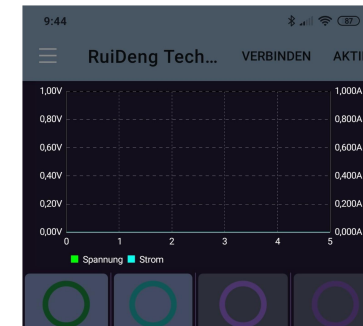 9:44 87
RuiDeng Tech... VERBINDEN
1,00V 1,000A
0,80V 0,800A
0,60V 0,600A
0,40V 0,400A
0,20V 0,200A
0,00V 0,000A
0 1 2 3 4 5
Spannung Strom